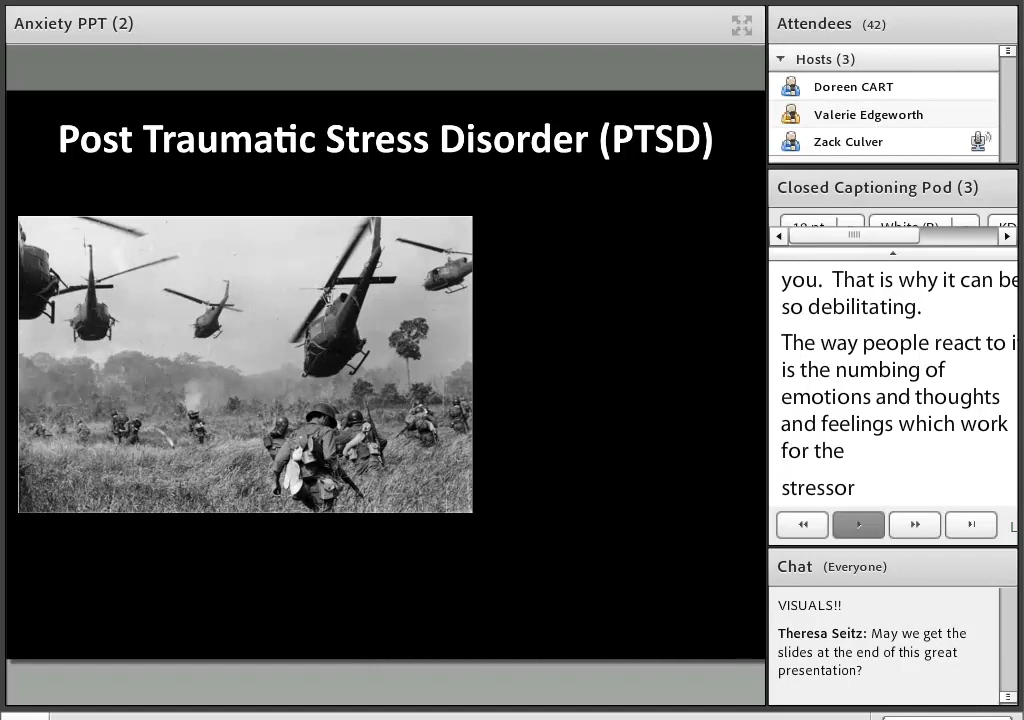 Anxiety PPT (2)
Post Traumatic Stress Disorder (PTSD)
Attendees (42)
Hosts (3)
Doreen CART
Valerie Edgeworth
Zack Culver
Closed Captioning Pod (3)
you. That is why it can be
so debilitating.
The way people react to
is the numbing of
emotions and thoughts
and feelings which work
for the
stressor
Chat (Everyone)
VISUALS!!
Theresa Seitz: May we get the
slides at the end of this great
presentation?